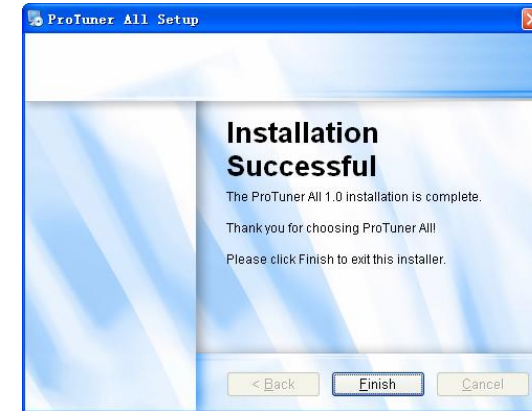 ProTuner All Setup
Installation
Successful
The ProTuner All 1.0 installation is complete.
Thank you for choosing ProTuner All!
Please click Finish to exit this installer.
< Back
Finish
Cancel